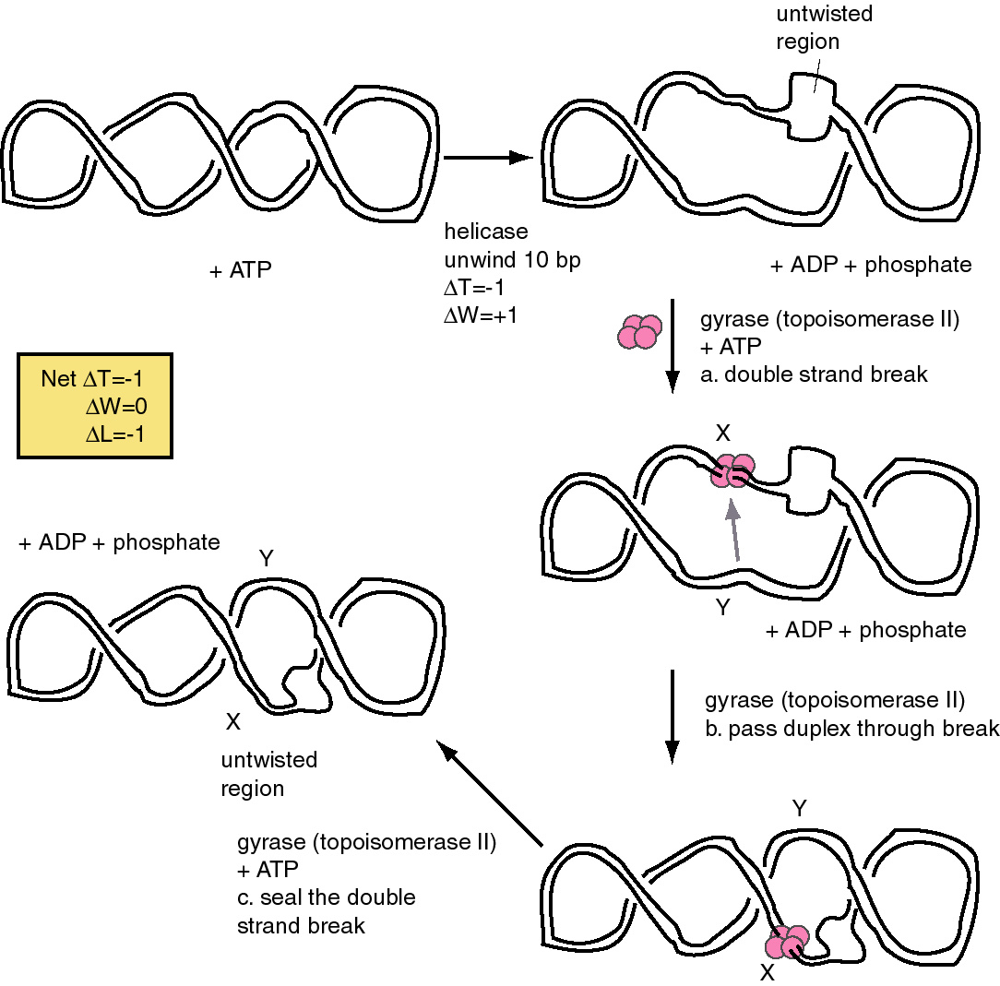 untwisted
region
+ ATP
helicase
unwind 10 bp
ΔT=-1
ΔW=+1
+ ADP + phosphate
gyrase (topoisomerase II)
+ ATP
a. double strand break
Net ΔT=-1
ΔW=0
ΔL=-1
X
Y
+ ADP + phosphate
gyrase (topoisomerase II)
b. pass duplex through break
Y
X
gyrase (topoisomerase II)
+ ATP
c. seal the double
strand break
+ ADP + phosphate
Y
X
untwisted
region